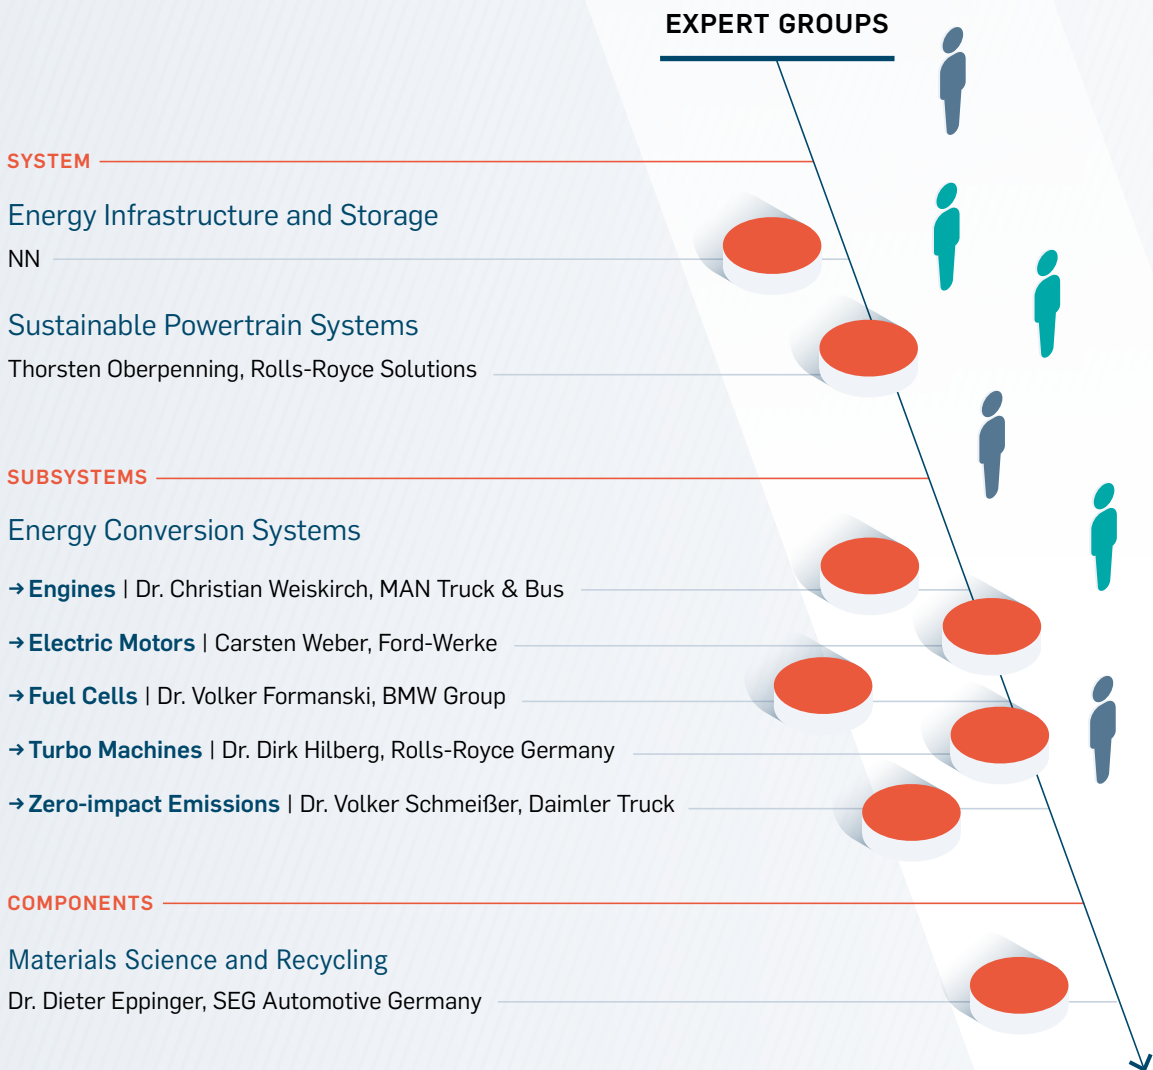 EXPERT GROUPS
SYSTEM
Energy Infrastructure and Storage
NN
Sustainable Powertrain Systems
Thorsten Oberpenning, Rolls-Royce Solutions
SUBSYSTEMS
Energy Conversion Systems
→ Engines | Dr. Christian Weiskirch, MAN Truck & Bus
→ Electric Motors | Carsten Weber, Ford-Werke
→ Fuel Cells | Dr. Volker Formanski, BMW Group
→ Turbo Machines | Dr. Dirk Hilberg, Rolls-Royce Germany
→ Zero-impact Emissions | Dr. Volker Schmeißer, Daimler Truck
COMPONENTS
Materials Science and Recycling
Dr. Dieter Eppinger, SEG Automotive Germany